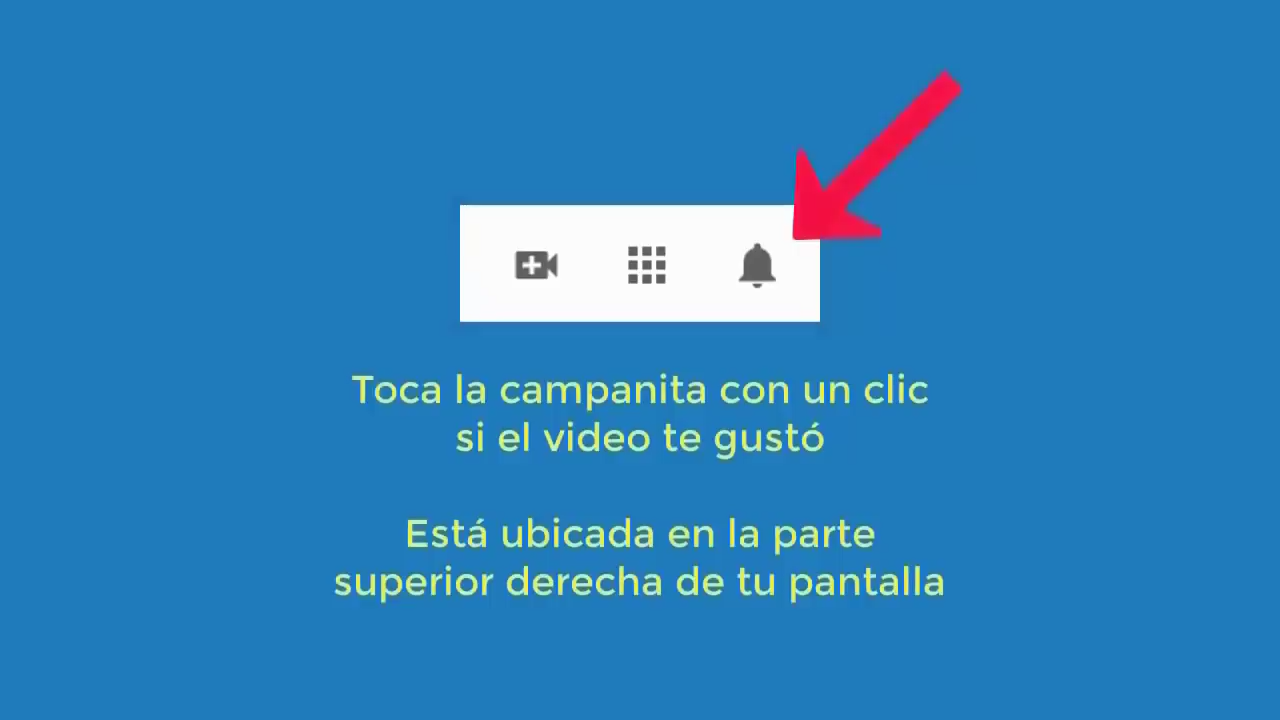 Toca la campanita con un clic
si el video te gustó
Está ubicada en la parte
superior derecha de tu pantalla